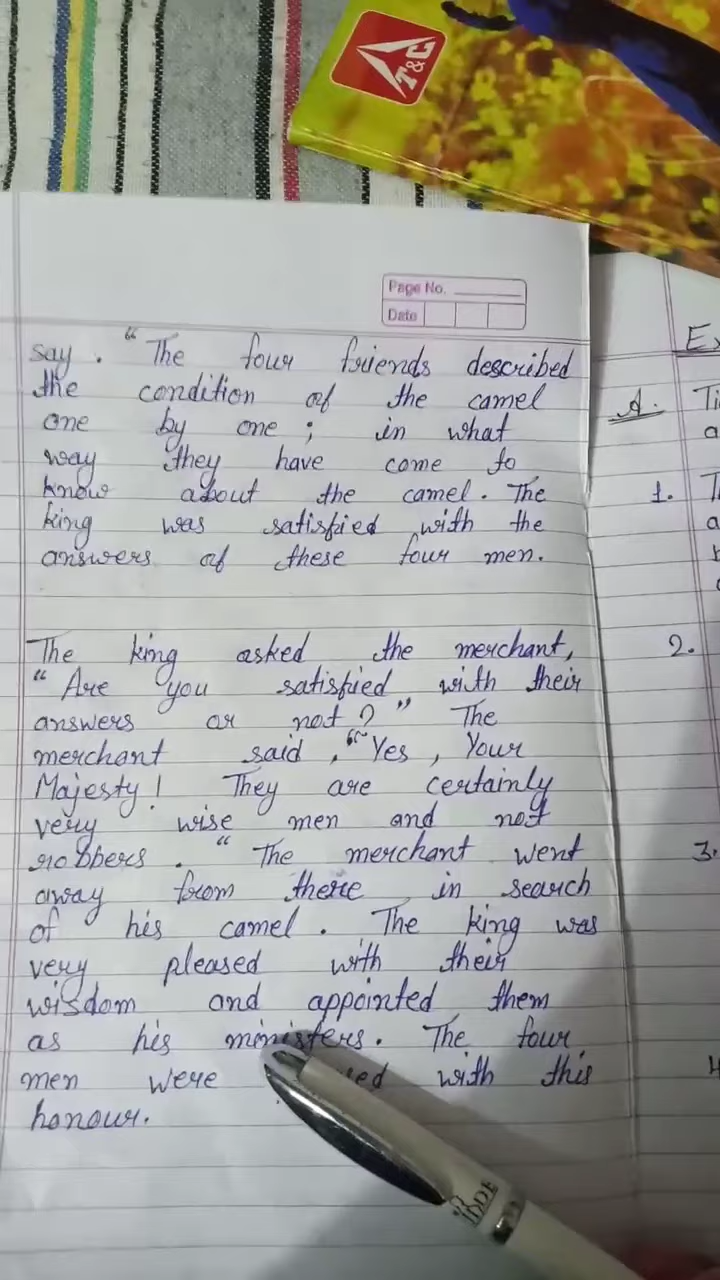 T&G
Page No.
Date
say. "The four friends described
the condition of the camel
one by one; in what
way they have come to
know about the camel. The
king was satisfied with the
answers of these four men.
The king asked the merchant,
"Are you satisfied with their
answers or not?" The
merchant said, "Yes, Your
Majesty! They are certainly
very wise men and not
robbers. "The merchant went
away from there in search
of his camel. The king was
very pleased with their
wisdom and appointed them
as his ministers. The four
men were with this
honour.
A.
1.
2.
3.